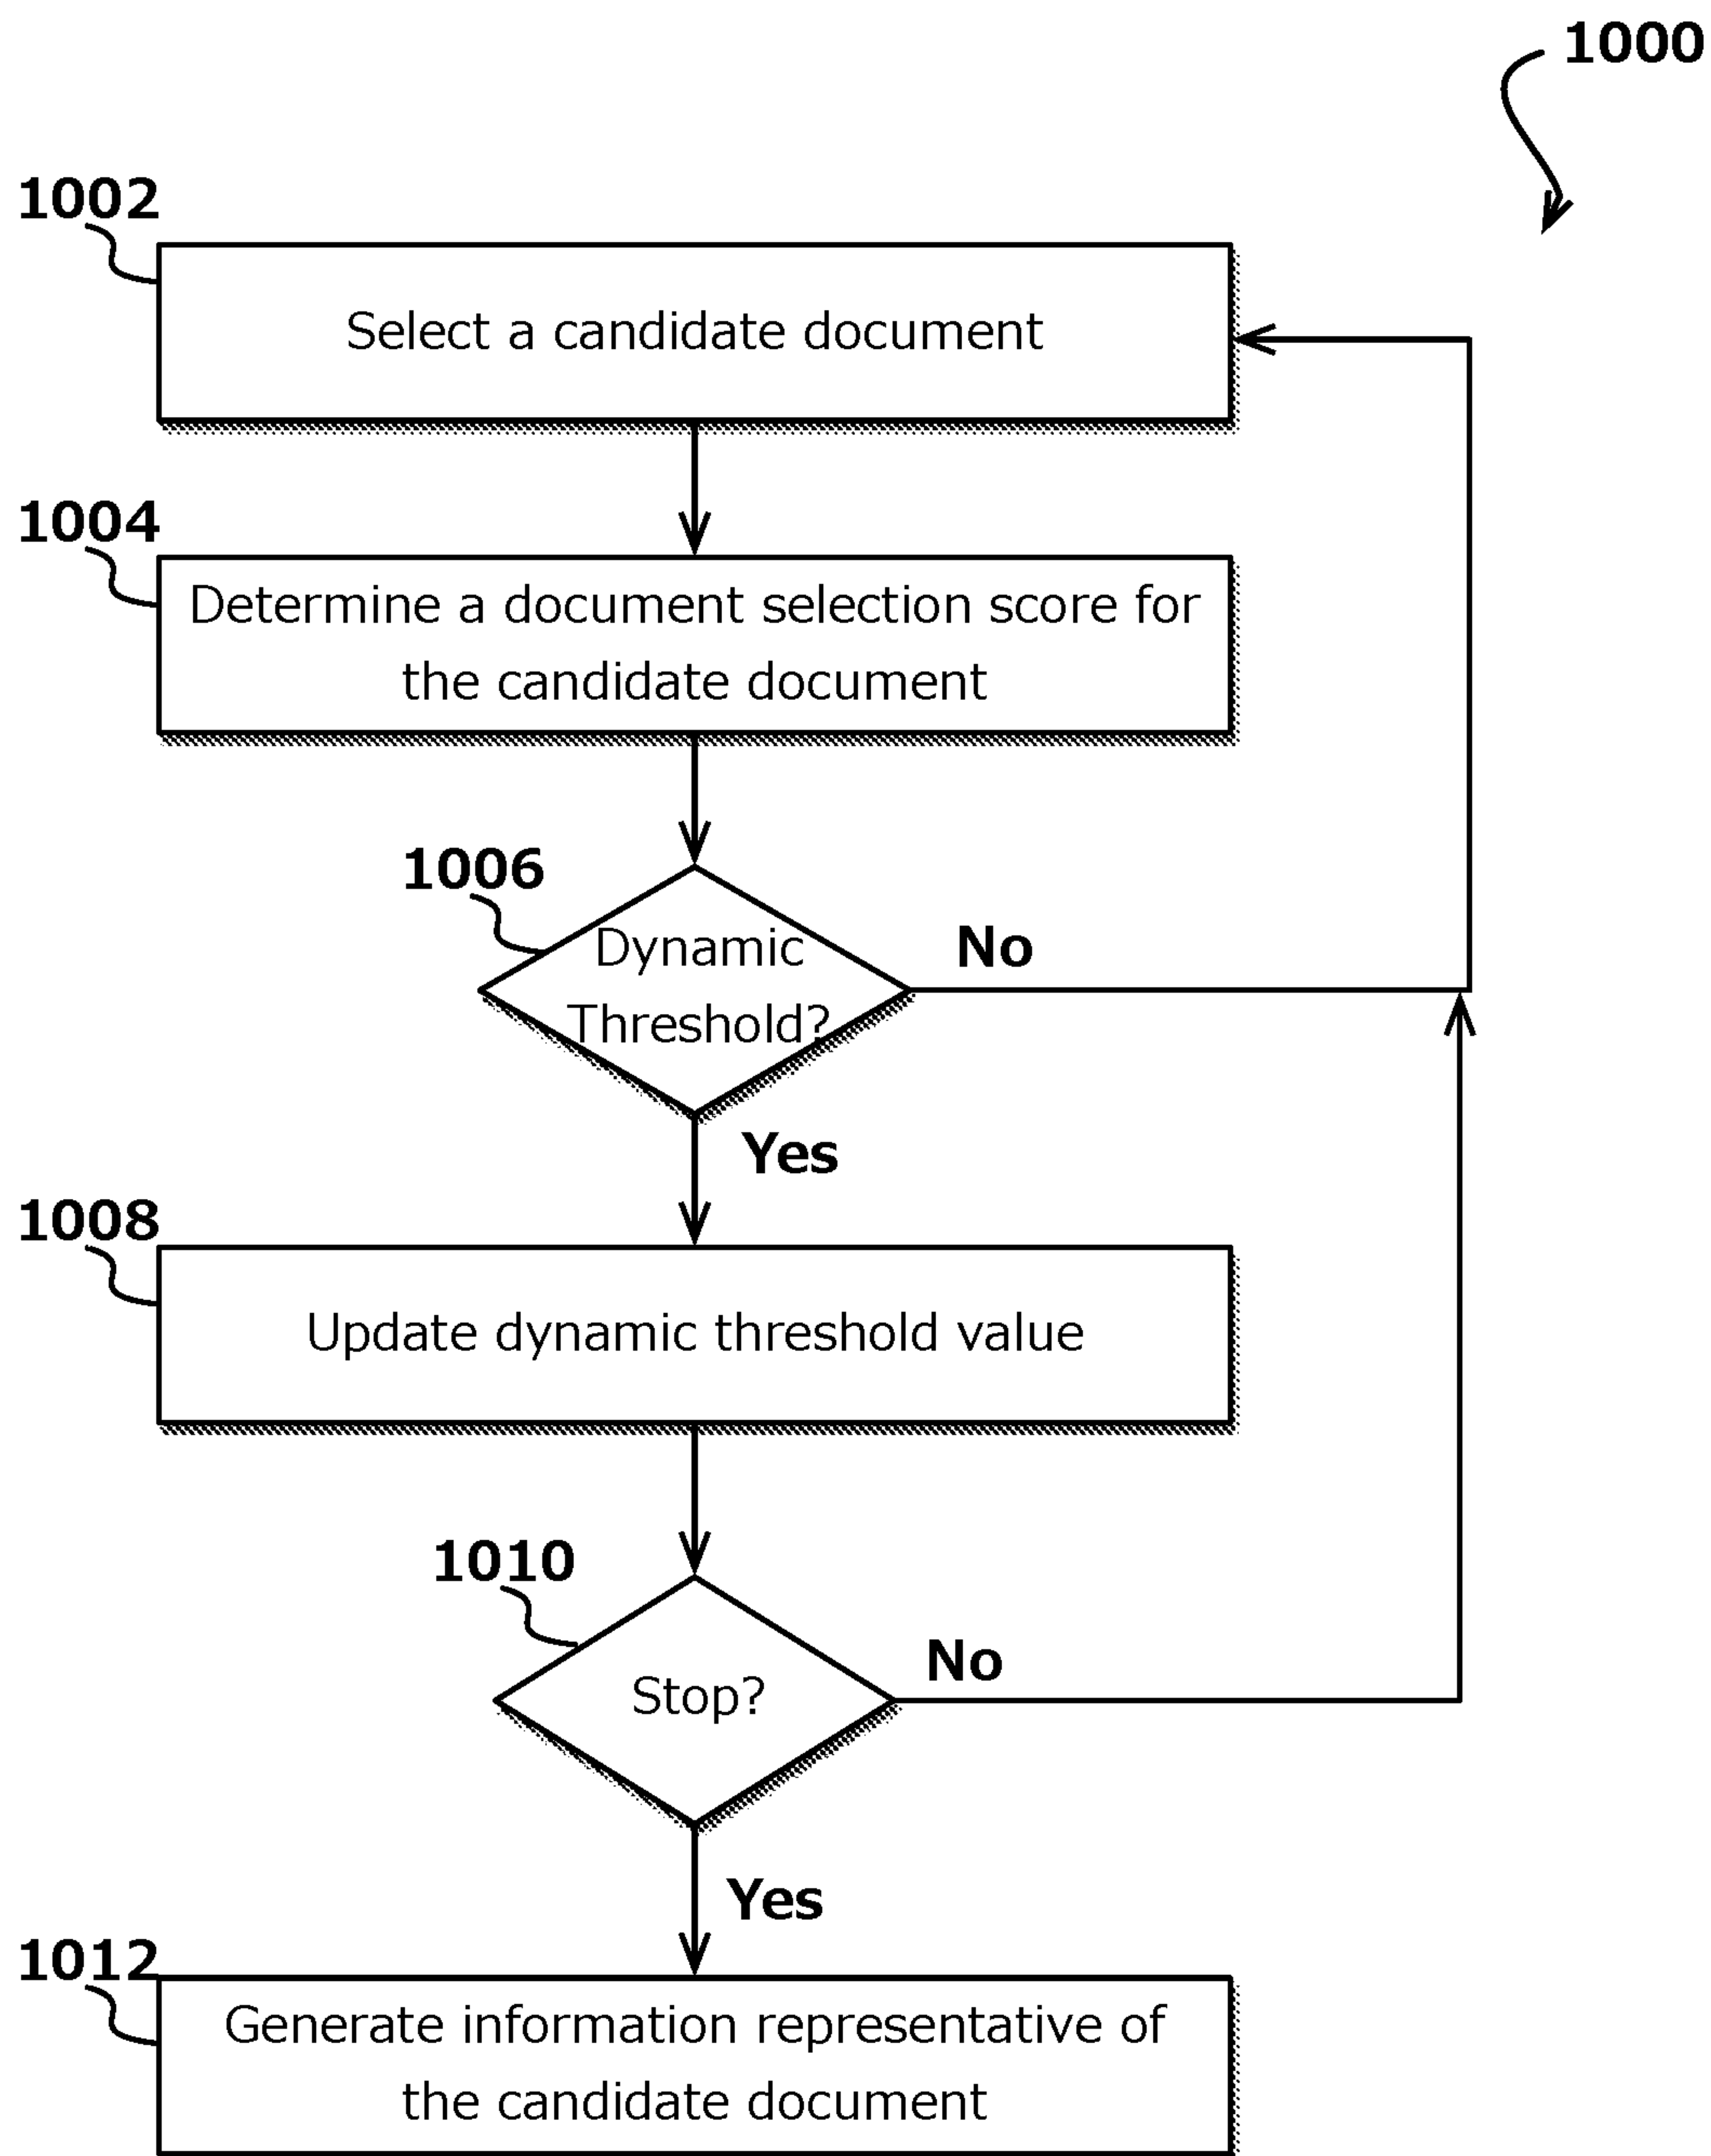 1000
1002
Select a candidate document
1004
Determine a document selection score for
the candidate document
1006
Dynamic
Threshold?
No
Yes
1008
Update dynamic threshold value
1010
Stop?
No
Yes
1012
Generate information representative of
the candidate document